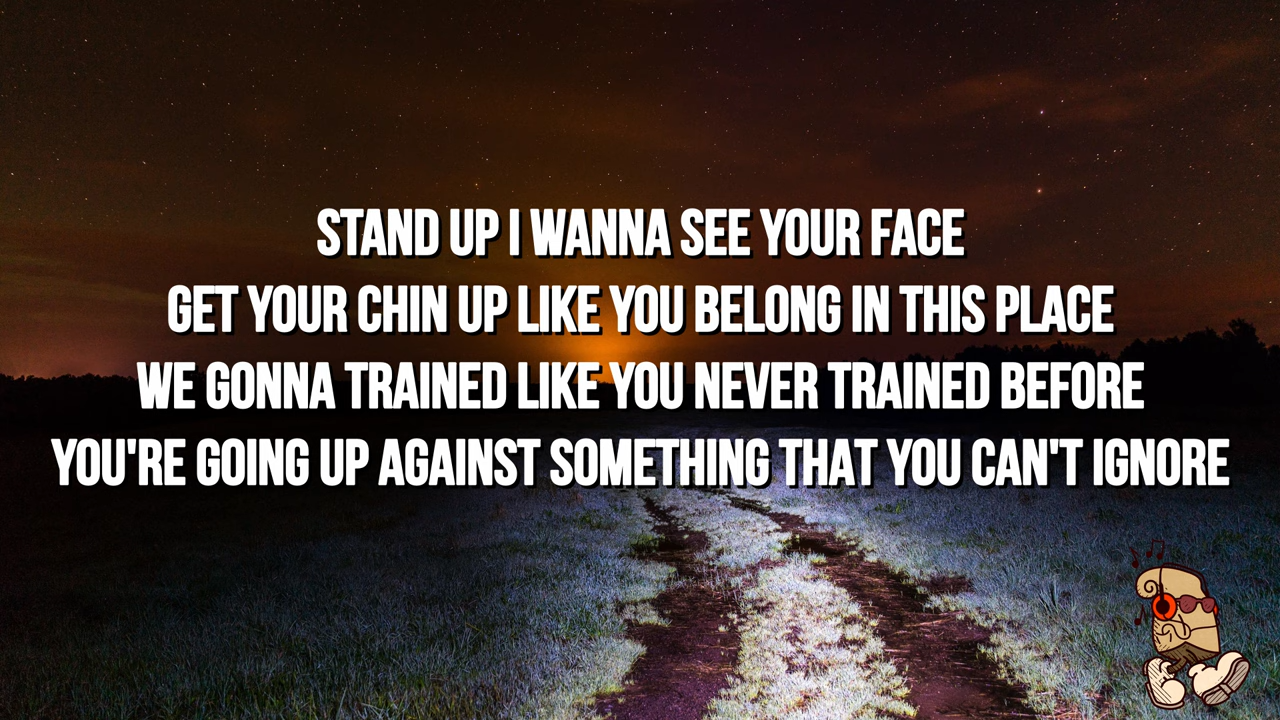 STAND UP I WANNA SEE YOUR FACE
GET YOUR CHIN UP LIKE YOU BELONG IN THIS PLACE
WE GONNA TRAINED LIKE YOU NEVER TRAINED BEFORE
YOU'RE GOING UP AGAINST SOMETHING THAT YOU CAN'T IGNORE